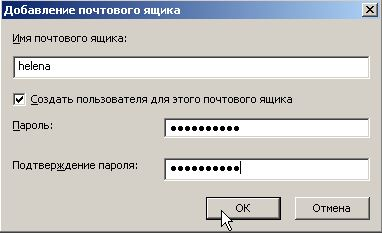 Добавление почтового ящика
Имя почтового ящика:
helena
Создать пользователя для этого почтового ящика
Пароль:
●●●●●●●●●●
Подтверждение пароля:
●●●●●●●●●●
OK
Отмена